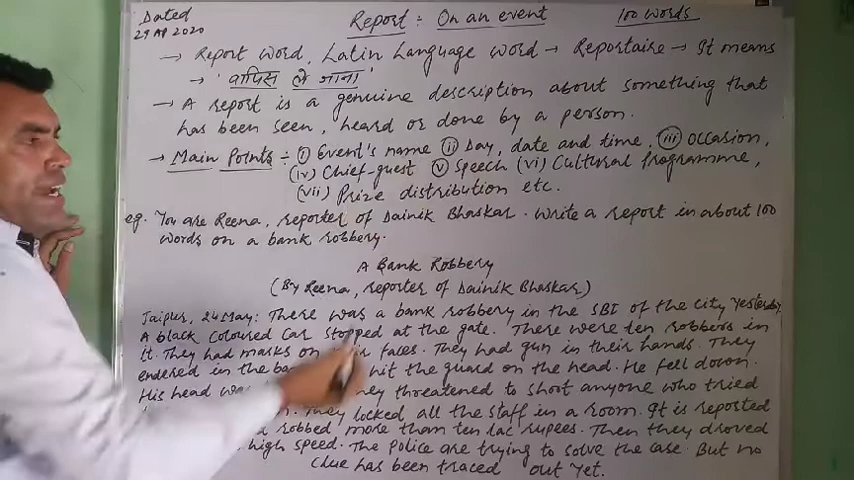 Dated
29 AP 2020
Report :- On an event 100 words
→ Report word, Latin Language word → Reportaire → It means
→ 'वापिस ले जाना'
→ A report is a genuine description about something that
has been seen, heard or done by a person.
→ Main Points :- (i) Event's name (ii) Day, date and time. (iii) Occasion,
(iv) Chief-guest (v) Speech (vi) Cultural Programme,
(vii) Prize distribution etc.
eg. You are Reena, reporter of Dainik Bhaskar. Write a report in about 100
words on a bank robbery.
A Bank Robbery
(By Reena, reporter of Dainik Bhaskar)
Jaipur, 24 May: There was a bank robbery in the SBI of the city yesterday.
A black coloured car stopped at the gate. There were ten robbers in
it. They had masks on faces. They had gun in their hands. They
endered in the hit the guard on the head. He fell down.
His head threatened to shoot anyone who tried
They locked all the staff in a room. It is reported
robbed more than ten lac rupees. Then they droved
high speed. The police are trying to solve the case. But no
clue has been traced out yet.